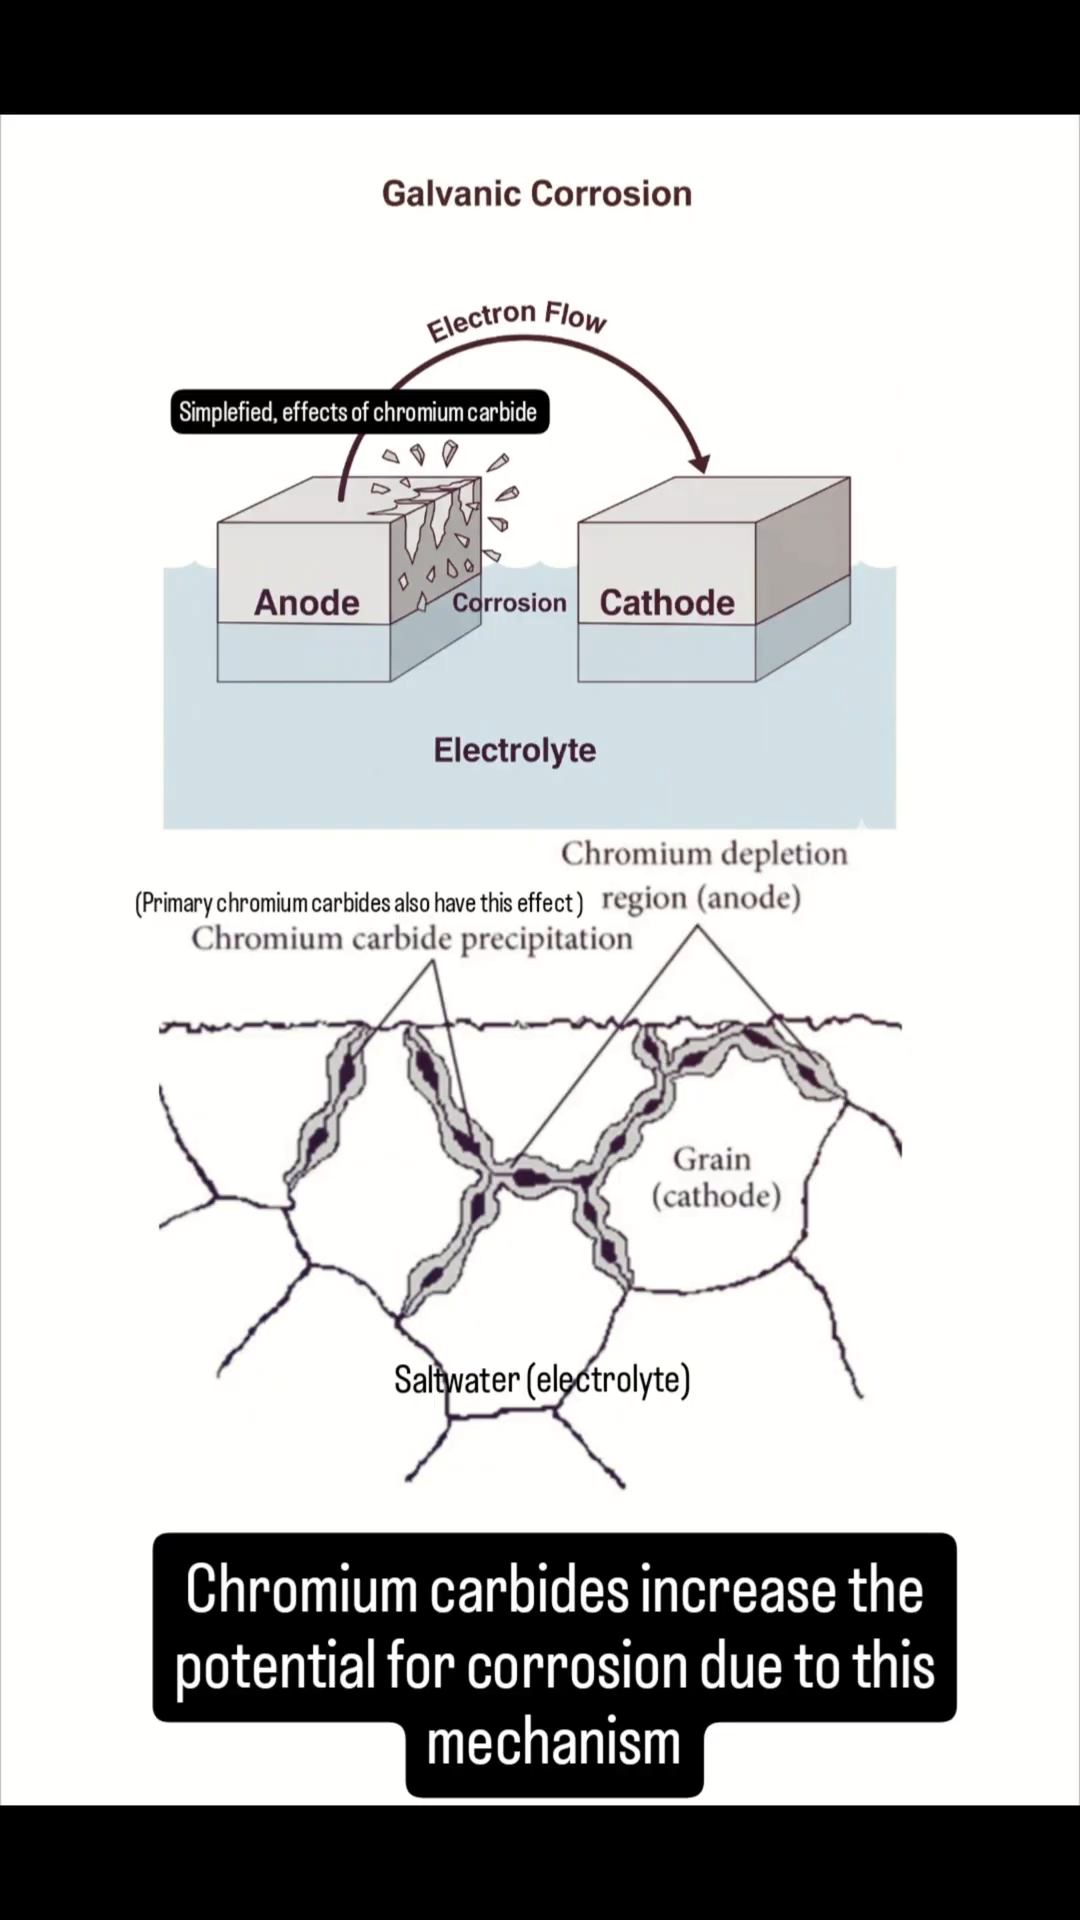 Galvanic Corrosion
Electron Flow
Simplefied, effects of chromium carbide
Anode
Corrosion
Cathode
Electrolyte
Chromium depletion
region (anode)
(Primary chromium carbides also have this effect)
Chromium carbide precipitation
Grain
(cathode)
Saltwater (electrolyte)
Chromium carbides increase the
potential for corrosion due to this
mechanism